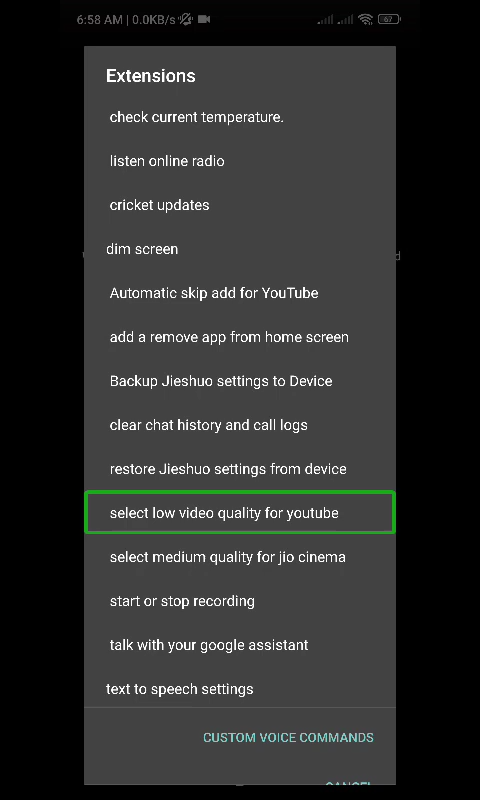 6:58 AM | 0.0KB/s
67
Extensions
check current temperature.
listen online radio
cricket updates
dim screen
Automatic skip add for YouTube
add a remove app from home screen
Backup Jieshuo settings to Device
clear chat history and call logs
restore Jieshuo settings from device
select low video quality for youtube
select medium quality for jio cinema
start or stop recording
talk with your google assistant
text to speech settings
CUSTOM VOICE COMMANDS
CANCEL